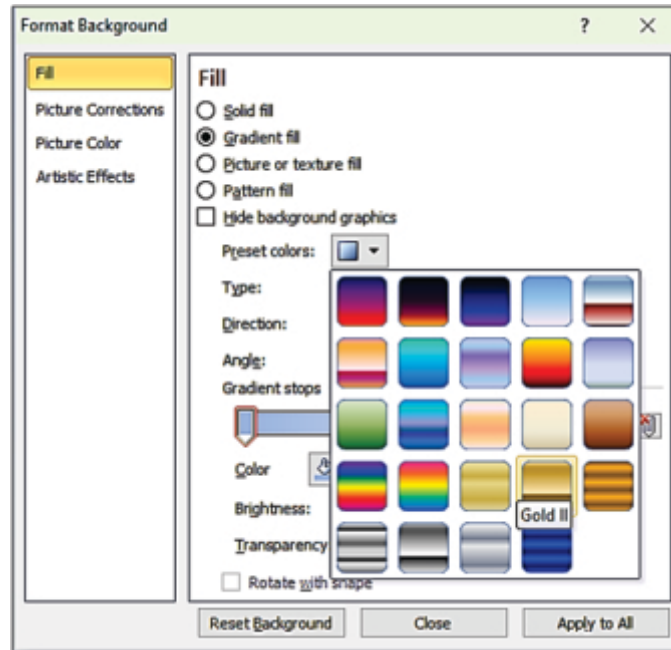 Format Background ?
Fill
Picture Corrections
Picture Color
Artistic Effects
Fill
Solid fill
Gradient fill
Picture or texture fill
Pattern fill
Hide background graphics
Preset colors:
Type:
Direction:
Angle:
Gradient stops
Color
Brightness:
Gold II
Transparency
Rotate with shape
Reset Background Close Apply to All